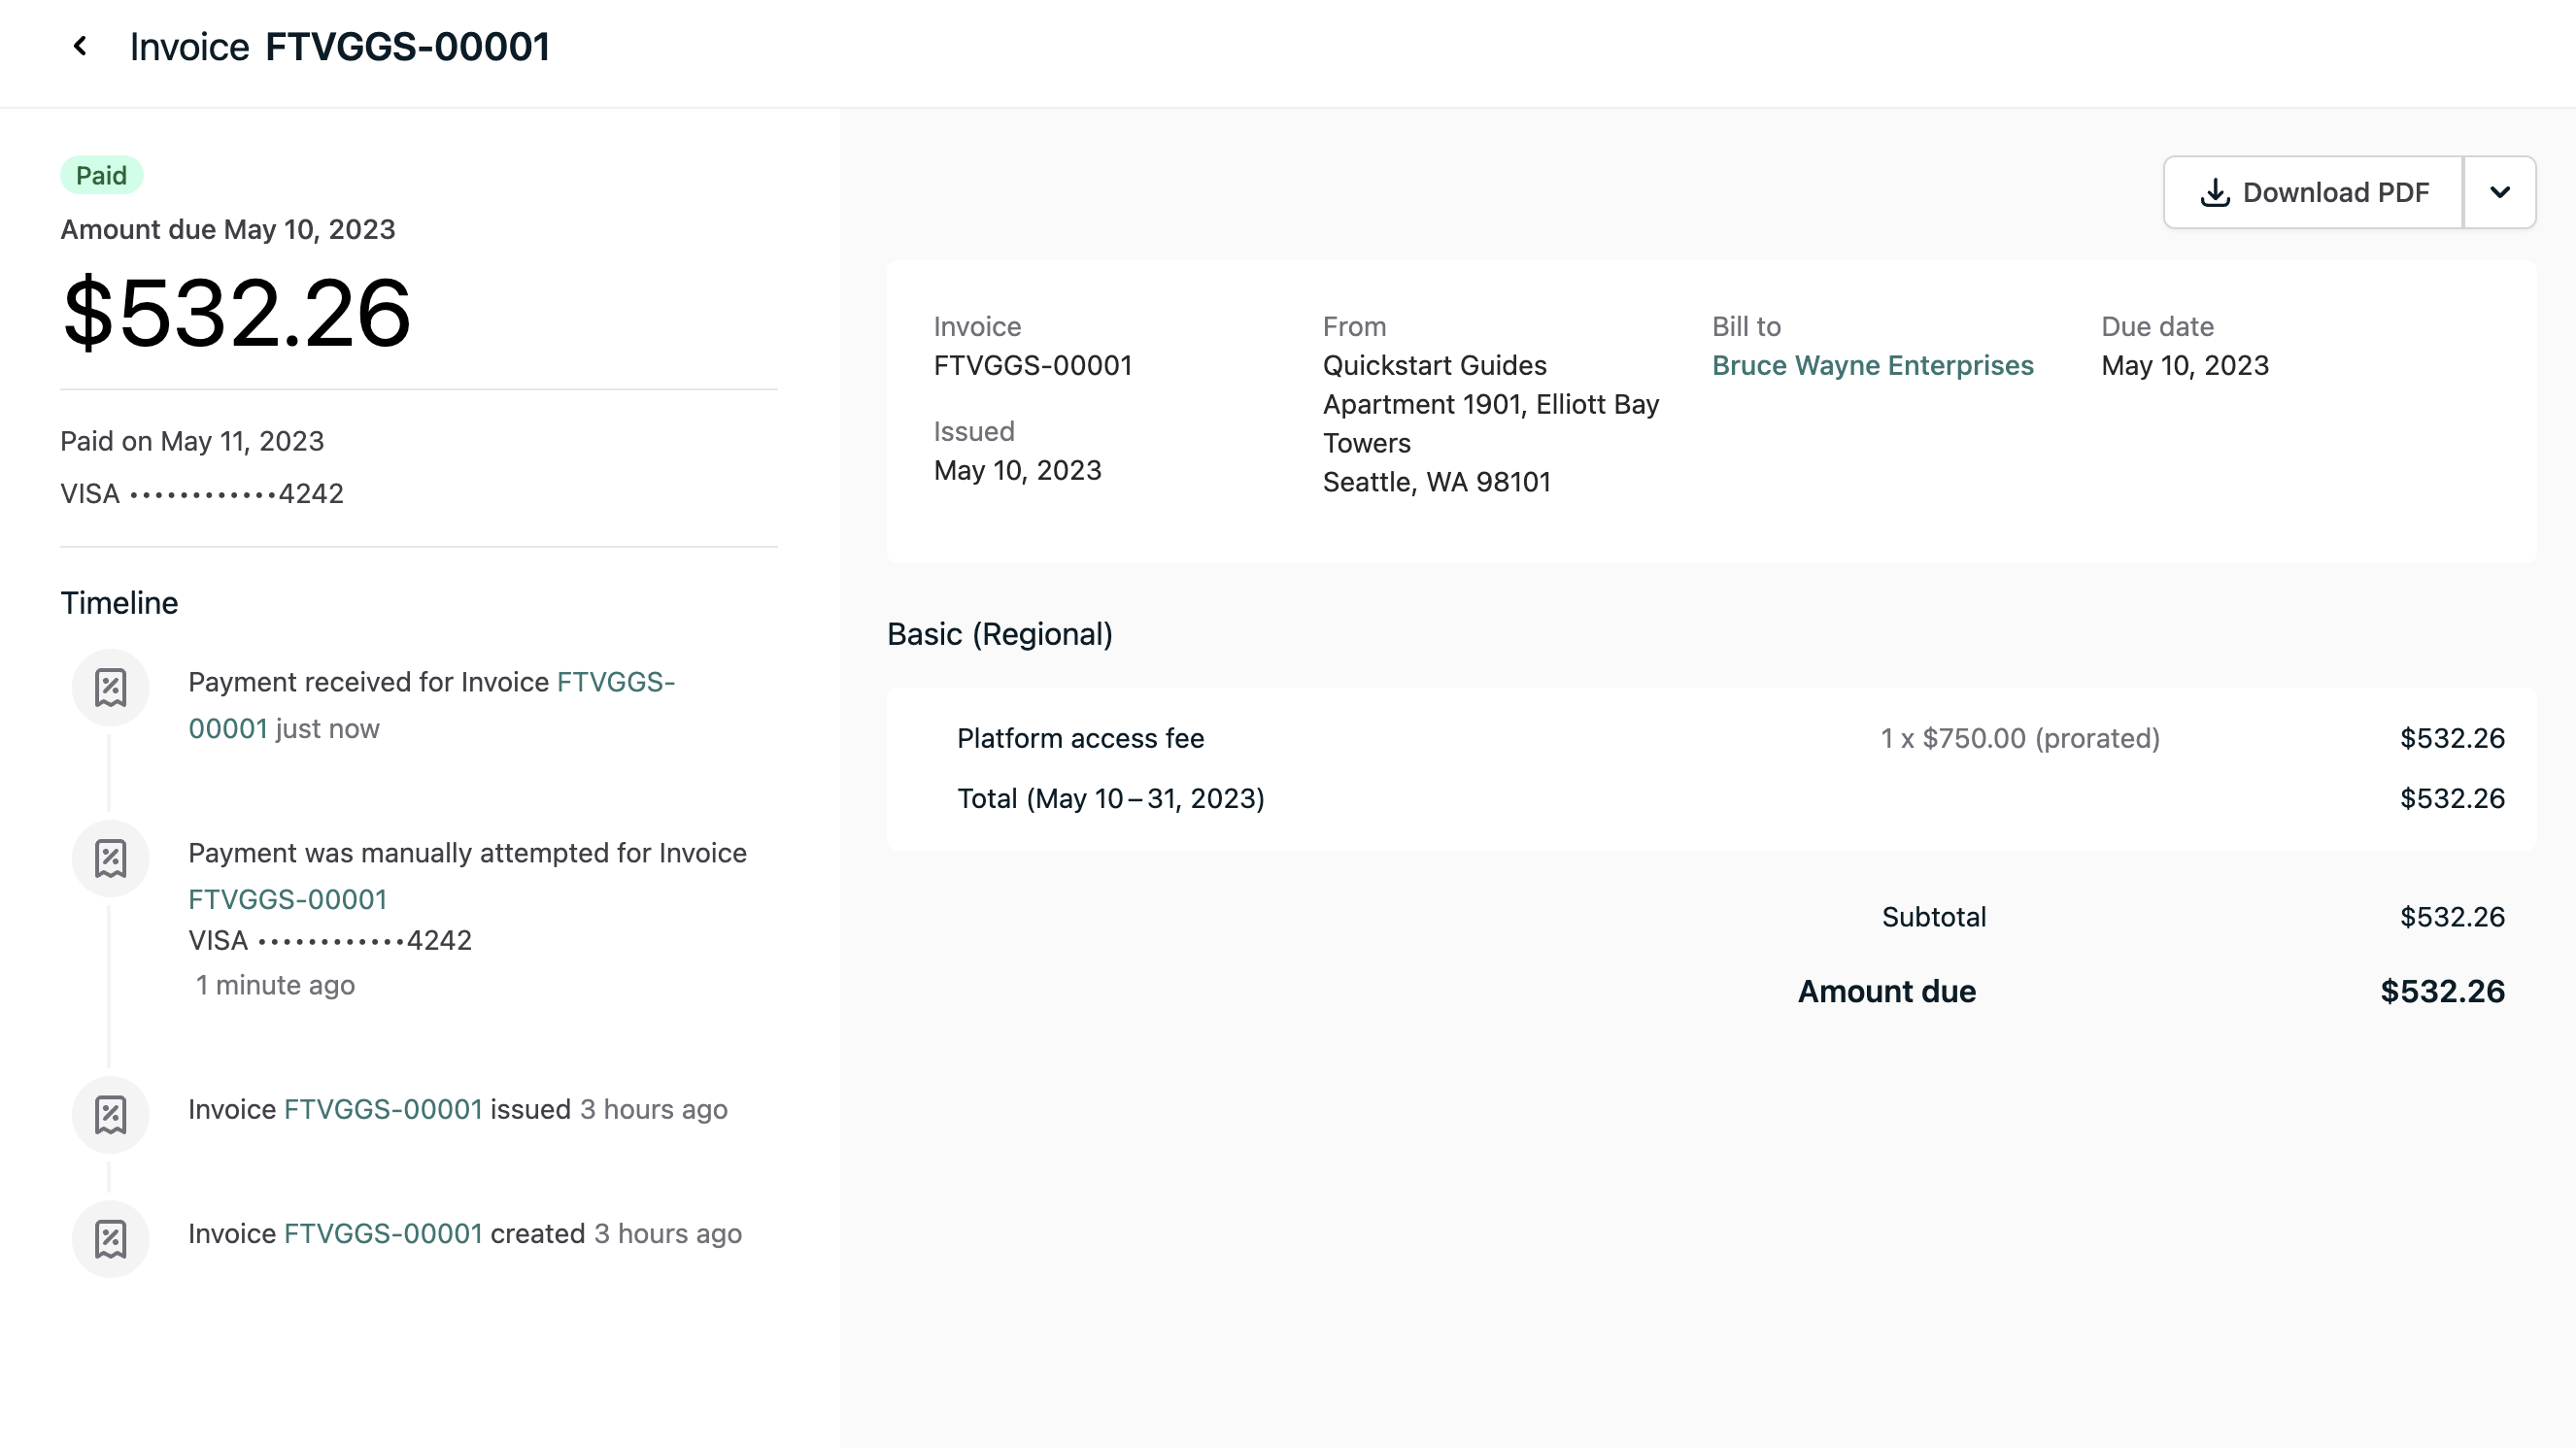 Invoice FTVGGS-00001
Paid
Amount due May 10, 2023
$532.26
Paid on May 11, 2023
VISA ••••••••••••4242
Timeline
Payment received for Invoice FTVGGS-
00001 just now
Payment was manually attempted for Invoice
FTVGGS-00001
VISA ••••••••••••4242
1 minute ago
Invoice FTVGGS-00001 issued 3 hours ago
Invoice FTVGGS-00001 created 3 hours ago
Download PDF
Invoice
FTVGGS-00001
Issued
May 10, 2023
From
Quickstart Guides
Apartment 1901, Elliott Bay
Towers
Seattle, WA 98101
Bill to
Bruce Wayne Enterprises
Due date
May 10, 2023
Basic (Regional)
Platform access fee 1 x $750.00 (prorated) $532.26
Total (May 10–31, 2023) $532.26
Subtotal $532.26
Amount due $532.26